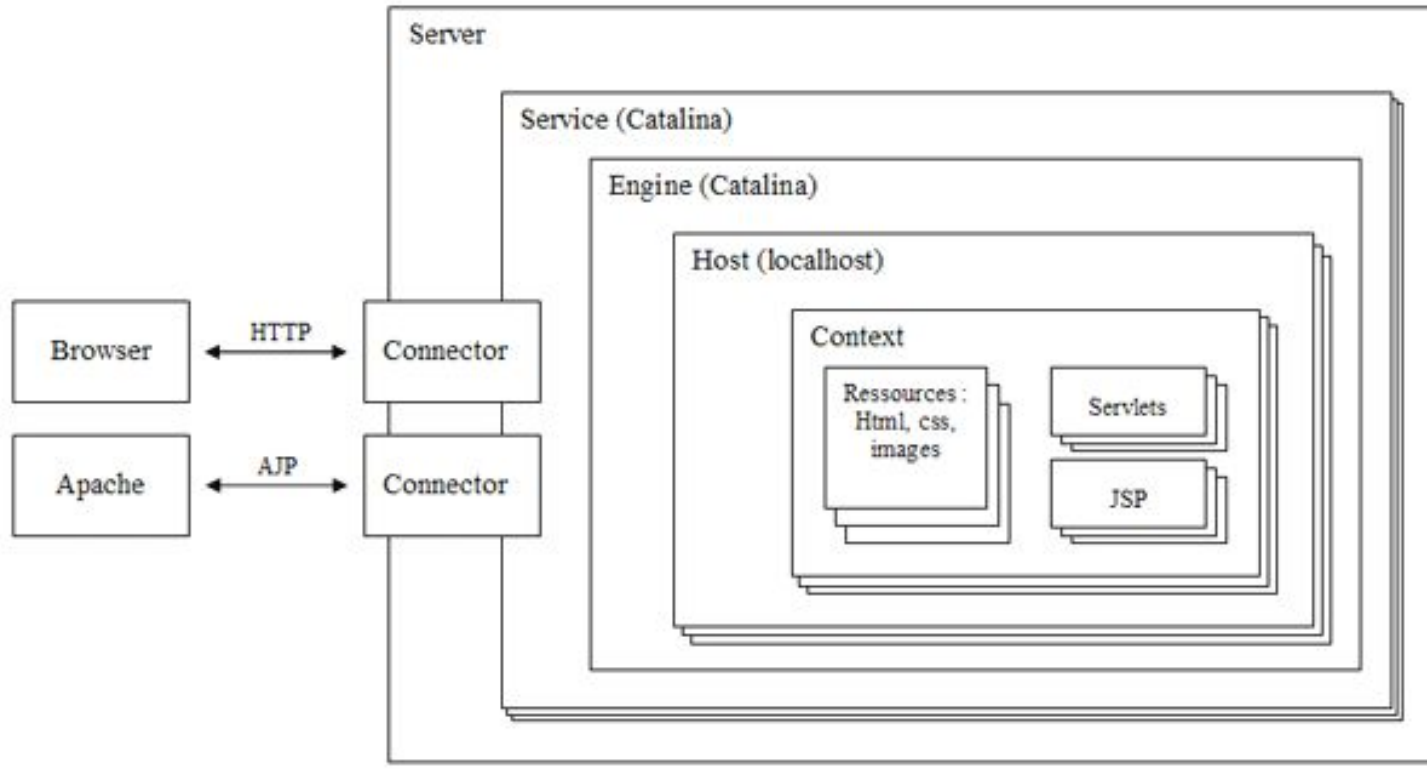 Server
Service (Catalina)
Engine (Catalina)
Host (localhost)
Context
Ressources :
Html, css,
images
Servlets
JSP
Browser
HTTP
Connector
Apache
AJP
Connector